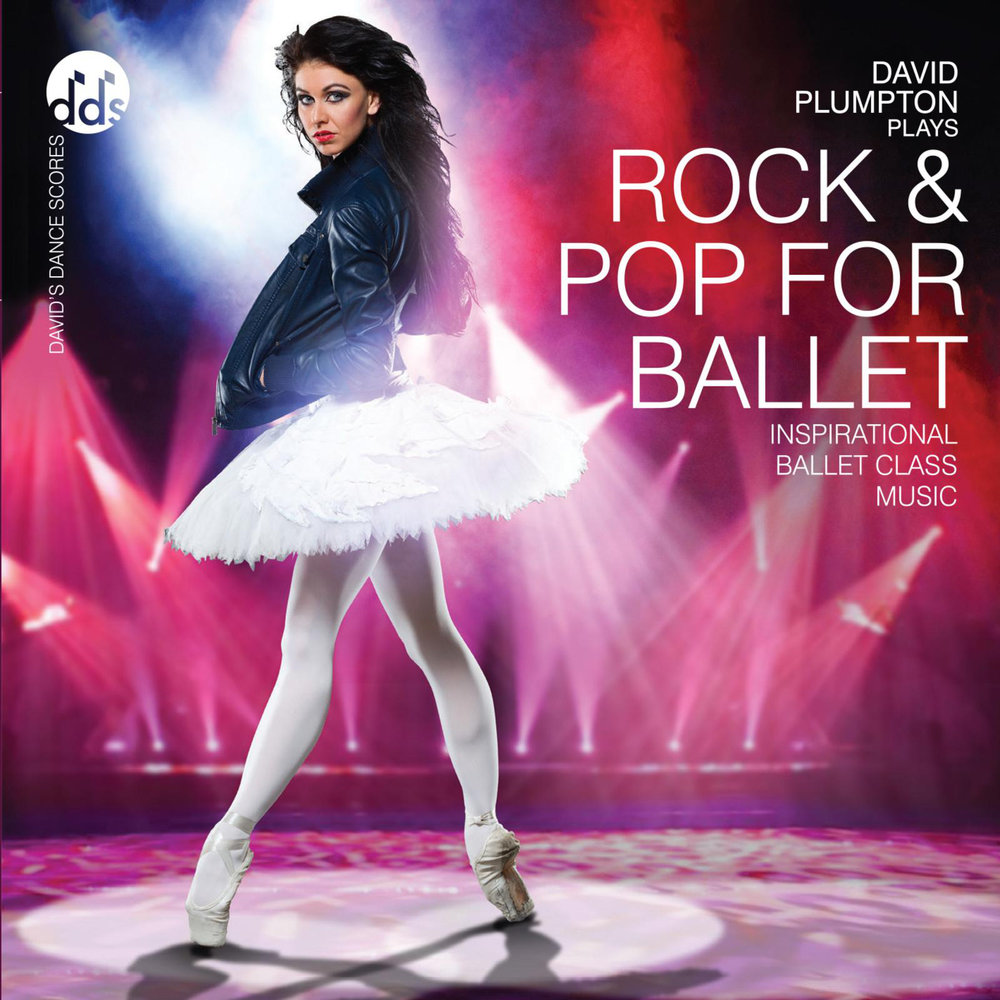 dds
DAVID'S DANCE SCORES
DAVID
PLUMPTON
PLAYS
ROCK &
POP FOR
BALLET
INSPIRATIONAL
BALLET CLASS
MUSIC